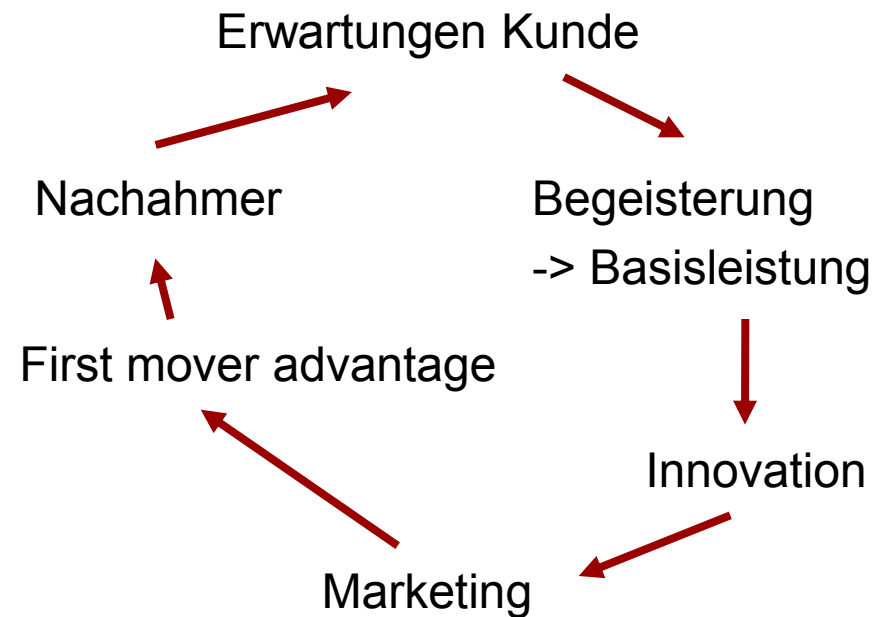 Erwartungen Kunde
Nachahmer
Begeisterung
-> Basisleistung
First mover advantage
Innovation
Marketing